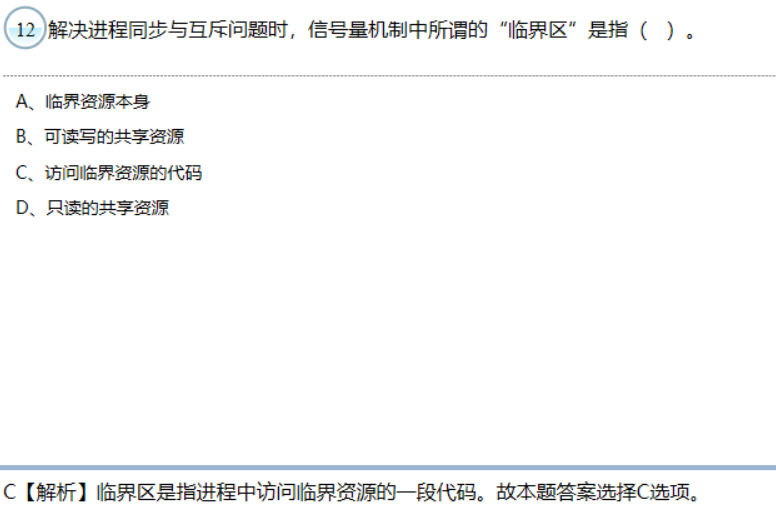 12 解决进程同步与互斥问题时，信号量机制中所谓的“临界区”是指（ ）。
A、临界资源本身
B、可读写的共享资源
C、访问临界资源的代码
D、只读的共享资源
C【解析】临界区是指进程中访问临界资源的一段代码。故本题答案选择C选项。